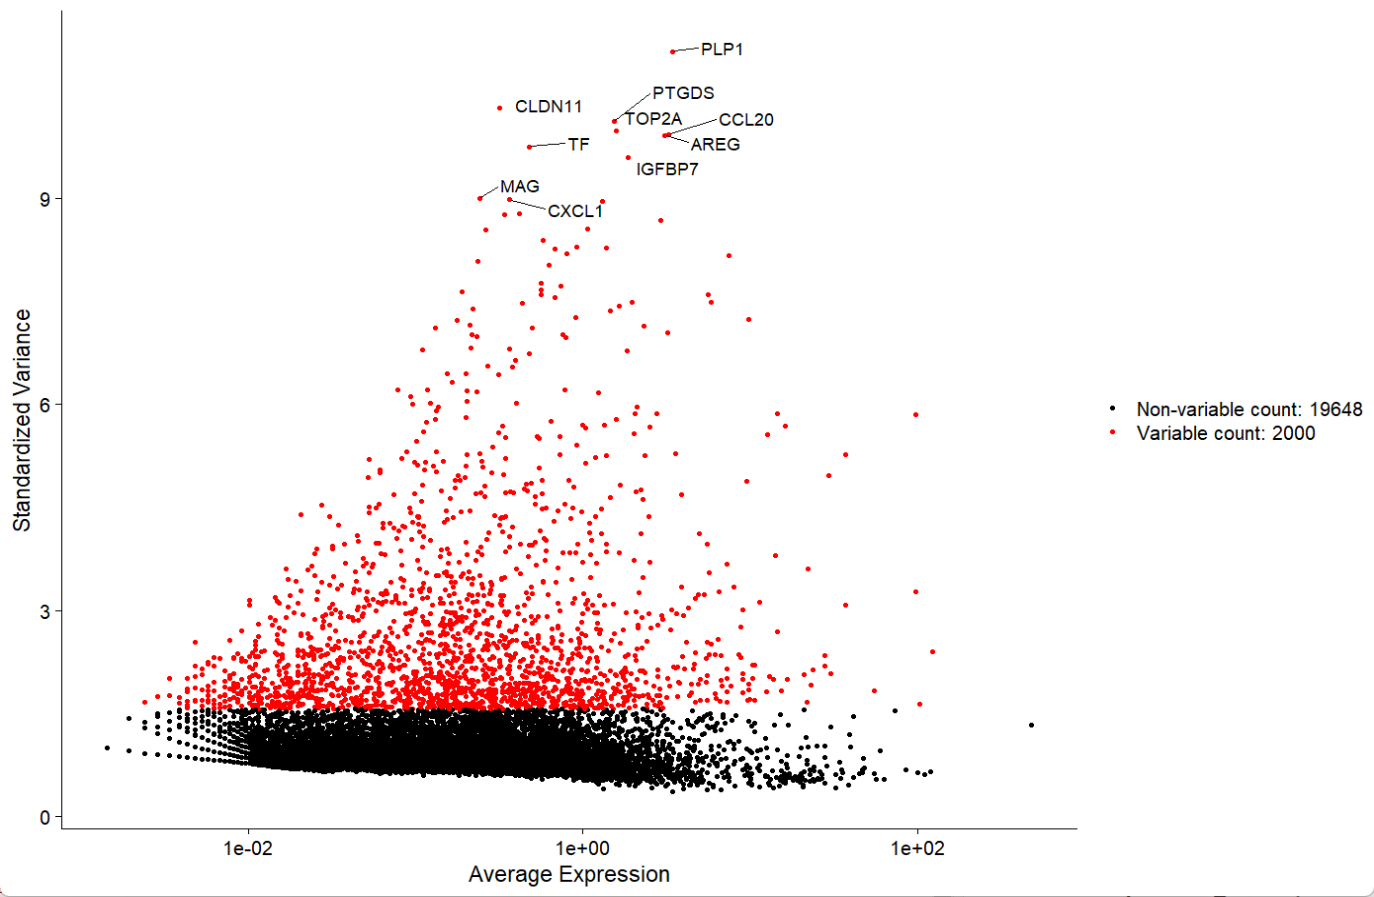 PLP1
PTGDS
CLDN11
TOP2A
CCL20
TF
AREG
IGFBP7
MAG
CXCL1
9
6
3
0
Standardized Variance
Non-variable count: 19648
Variable count: 2000
1e-02
1e+00
1e+02
Average Expression